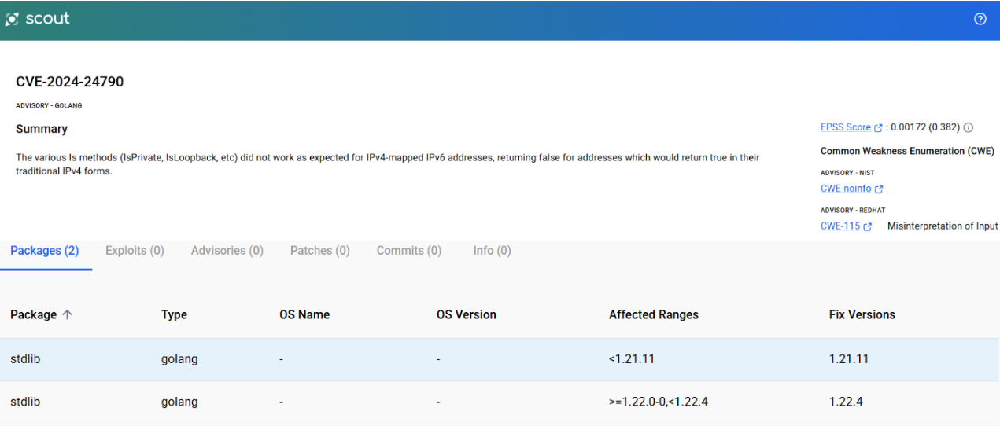 scout
CVE-2024-24790
ADVISORY - GOLANG
Summary
The various Is methods (IsPrivate, IsLoopback, etc) did not work as expected for IPv4-mapped IPv6 addresses, returning false for addresses which would return true in their
traditional IPv4 forms.
EPSS Score : 0.00172 (0.382)
Common Weakness Enumeration (CWE)
ADVISORY - NIST
CWE-noinfo
ADVISORY - REDHAT
CWE-115 Misinterpretation of Input
Packages (2) Exploits (0) Advisories (0) Patches (0) Commits (0) Info (0)
Package Type OS Name OS Version Affected Ranges Fix Versions
stdlib golang - - <1.21.11 1.21.11
stdlib golang - - >=1.22.0-0,<1.22.4 1.22.4